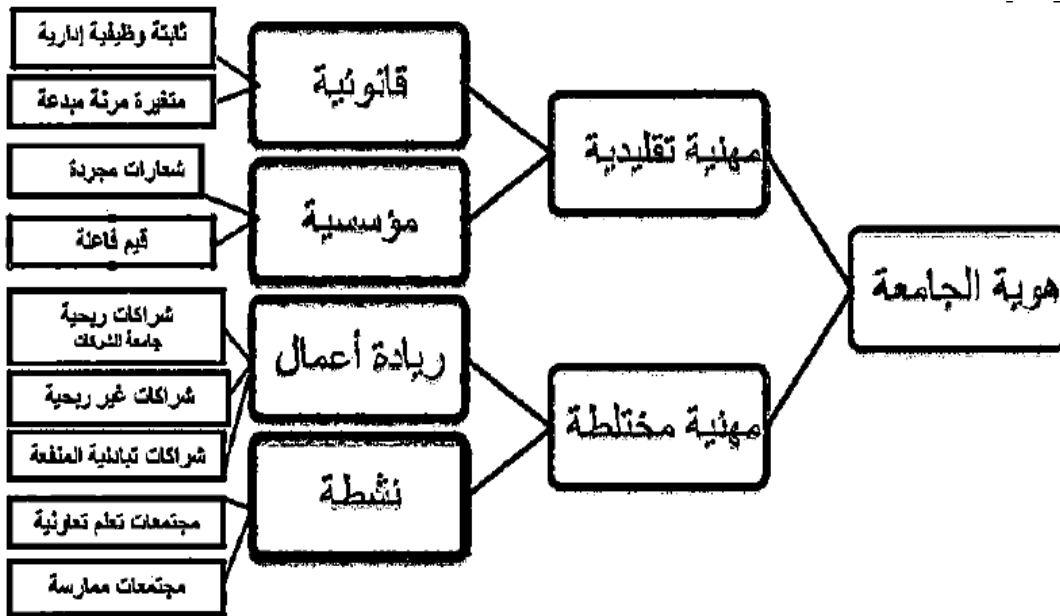 هوية الجامعة
مهنية تقليدية
قانونية
ثابتة وظيفية إدارية
متغيرة مرنة مبدعة
مؤسسية
شعارات مجردة
قيم فاعلة
مهنية مختلطة
ريادة أعمال
شراكات ربحية
جامعة الشركات
شراكات غير ربحية
شراكات تبادلية المنفعة
نشطة
مجتمعات تعلم تعاونية
مجتمعات ممارسة